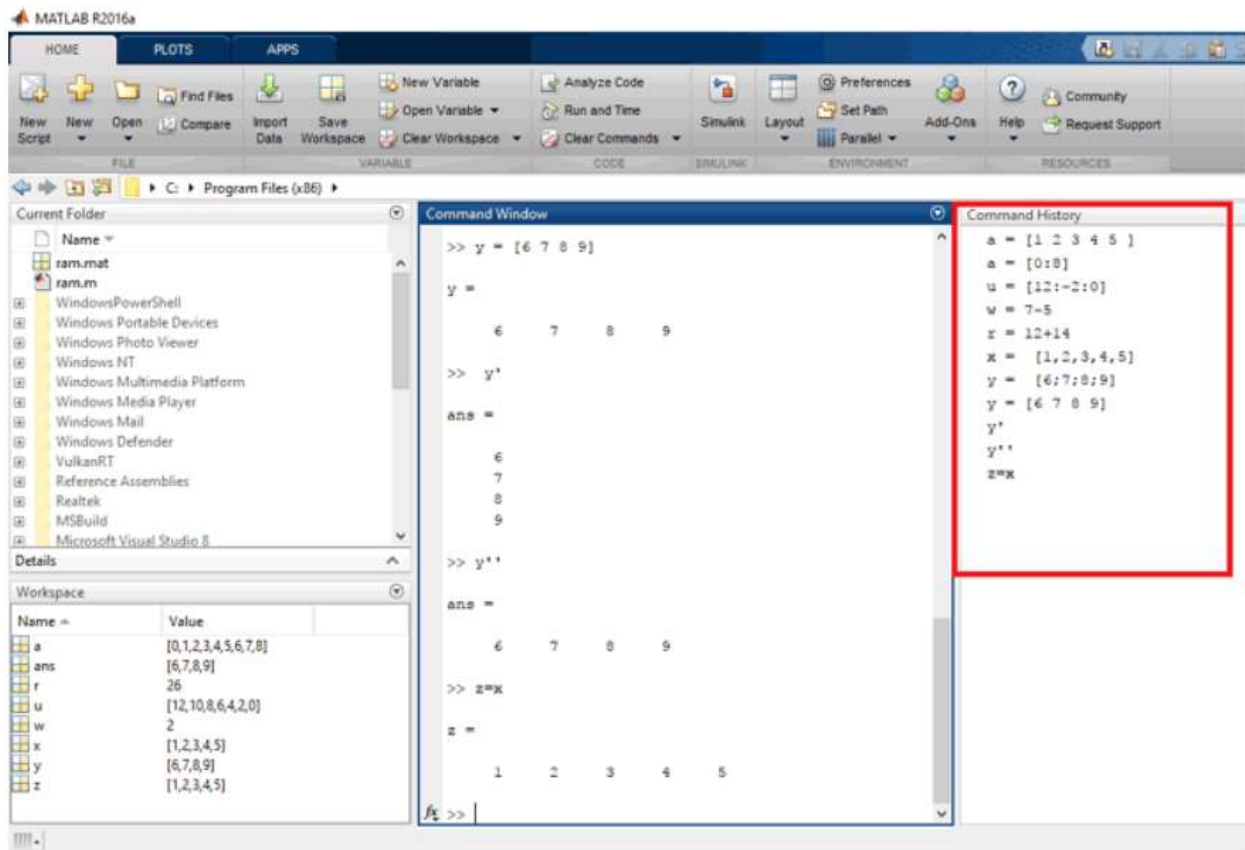 MATLAB R2016a
HOME PLOTS APPS
New Script
New
Open
Find Files
Compare
Import Data
Save Workspace
New Variable
Open Variable
Clear Workspace
Analyze Code
Run and Time
Clear Commands
Simulink
Layout
Preferences
Set Path
Parallel
Add-Ons
Help
Community
Request Support
FILE VARIABLE CODE SIMULINK ENVIRONMENT RESOURCES
C: Program Files (x86)
Current Folder
Name
ram.mat
ram.m
WindowsPowerShell
Windows Portable Devices
Windows Photo Viewer
Windows NT
Windows Multimedia Platform
Windows Media Player
Windows Mail
Windows Defender
VulkanRT
Reference Assemblies
Realtek
MSBuild
Microsoft Visual Studio 8
Details
Workspace
Name Value
a [0,1,2,3,4,5,6,7,8]
ans [6,7,8,9]
r 26
u [12,10,8,6,4,2,0]
w 2
x [1,2,3,4,5]
y [6,7,8,9]
z [1,2,3,4,5]
Command Window
>> y = [6 7 8 9]
y =
6 7 8 9
>> y'
ans =
6
7
8
9
>> y''
ans =
6 7 8 9
>> z=x
z =
1 2 3 4 5
fx >>
Command History
a = [1 2 3 4 5 ]
a = [0:8]
u = [12:-2:0]
w = 7-5
r = 12+14
x = [1,2,3,4,5]
y = [6;7;8;9]
y = [6 7 8 9]
y'
y''
z=x